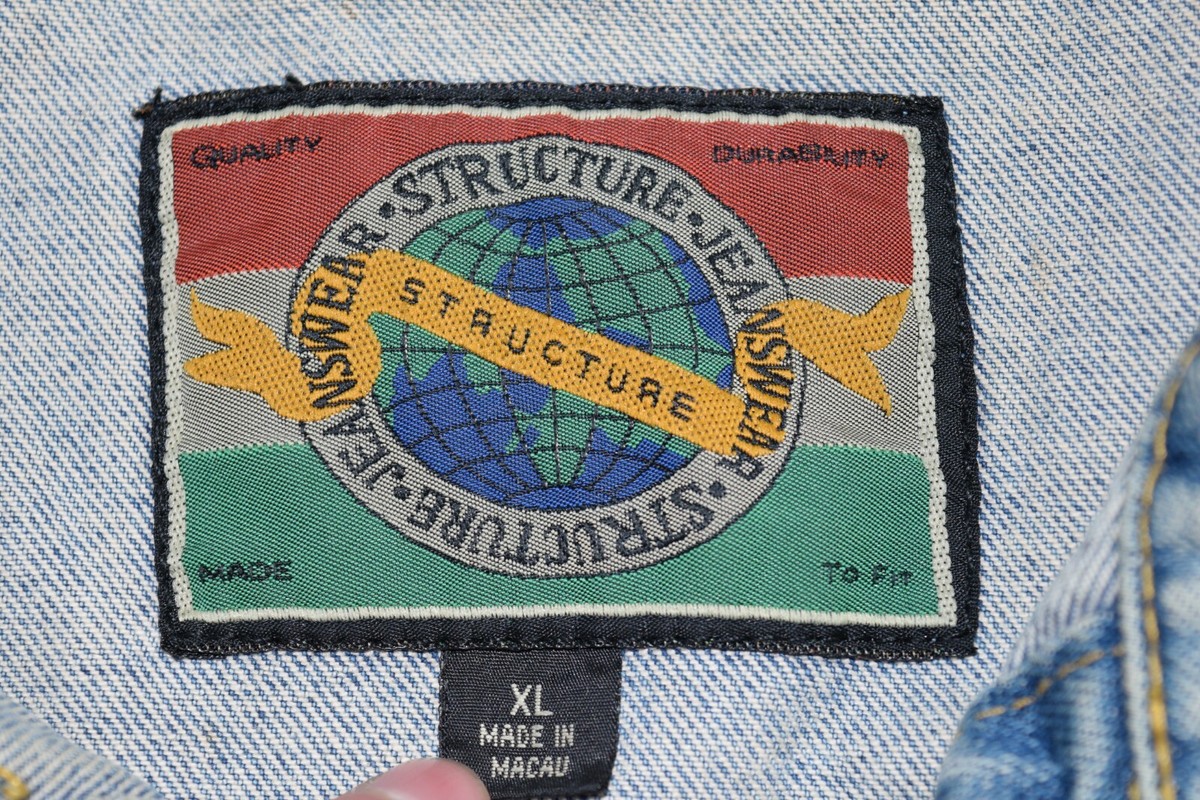 QUALITY
DURABILITY
STRUCTURE • JEANSWEAR • STRUCTURE • JEANSWEAR •
STRUCTURE
MADE
TO FIT
XL
MADE IN
MACAU